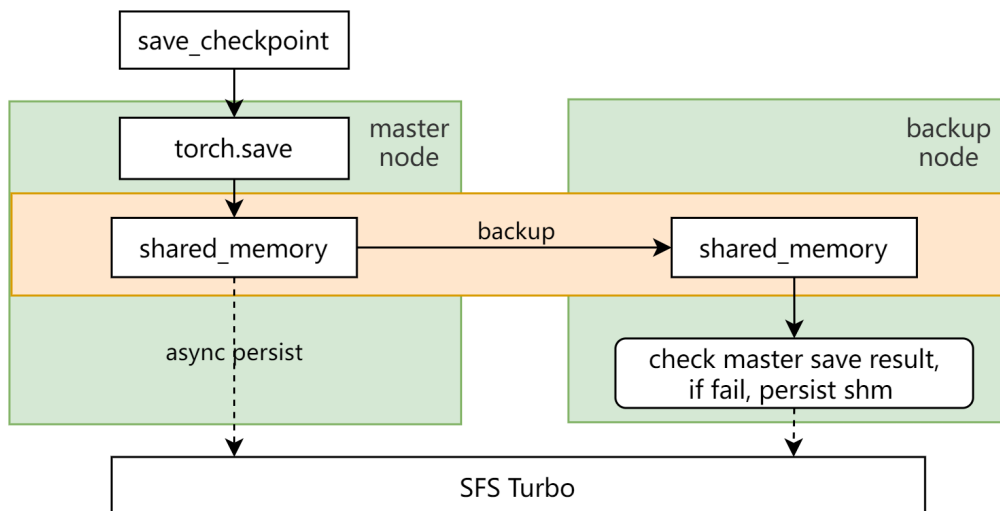 save_checkpoint
torch.save
master
node
backup
node
shared_memory
backup
shared_memory
async persist
check master save result,
if fail, persist shm
SFS Turbo